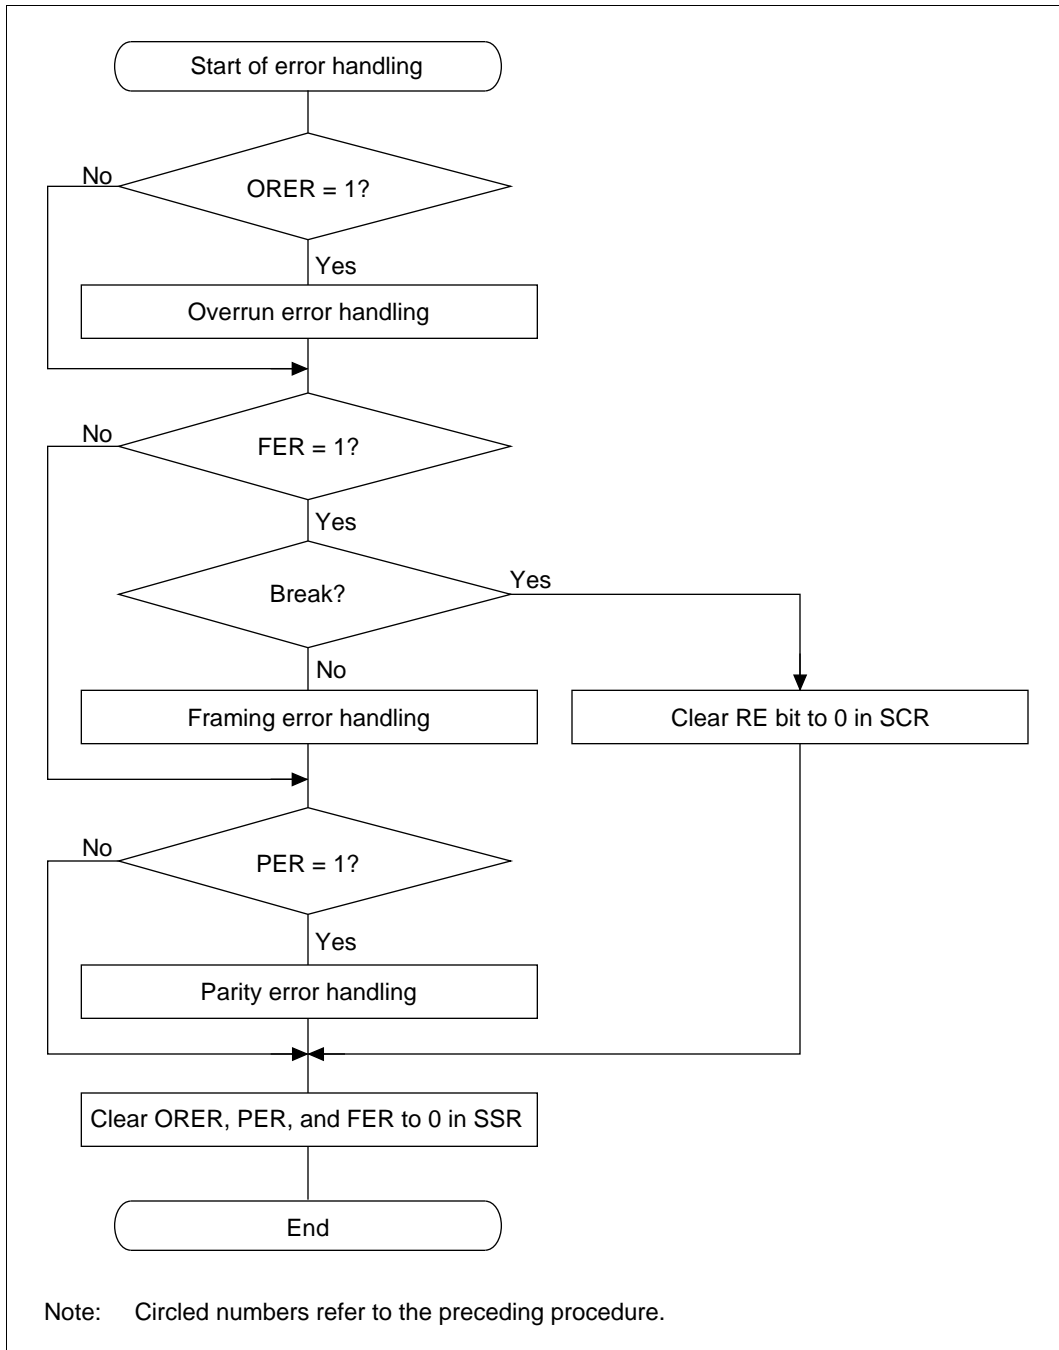 Start of error handling
No
ORER = 1?
Yes
Overrun error handling
No
FER = 1?
Yes
Break?
Yes
No
Framing error handling
Clear RE bit to 0 in SCR
No
PER = 1?
Yes
Parity error handling
Clear ORER, PER, and FER to 0 in SSR
End
Note: Circled numbers refer to the preceding procedure.